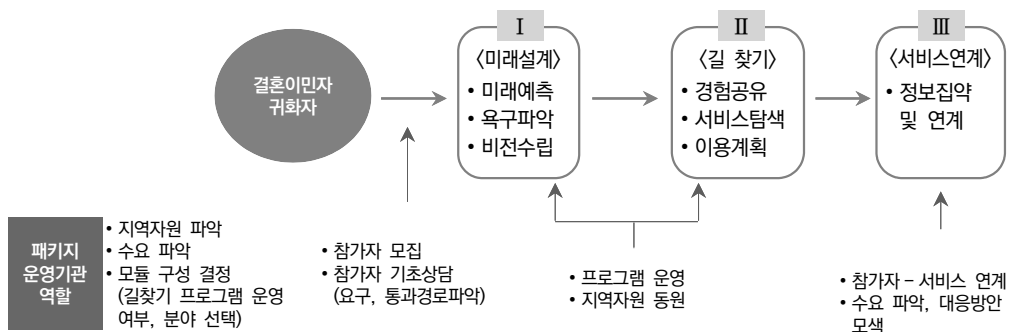 I
〈미래설계〉
• 미래예측
• 욕구파악
• 비전수립
II
〈길 찾기〉
• 경험공유
• 서비스탐색
• 이용계획
III
〈서비스연계〉
• 정보집약
및 연계
결혼이민자
귀화자
패키지
운영기관
역할
• 지역자원 파악
• 수요 파악
• 모듈 구성 결정
(길찾기 프로그램 운영
여부, 분야 선택)
• 참가자 모집
• 참가자 기초상담
(요구, 통과경로파악)
• 프로그램 운영
• 지역자원 동원
• 참가자 – 서비스 연계
• 수요 파악, 대응방안
모색